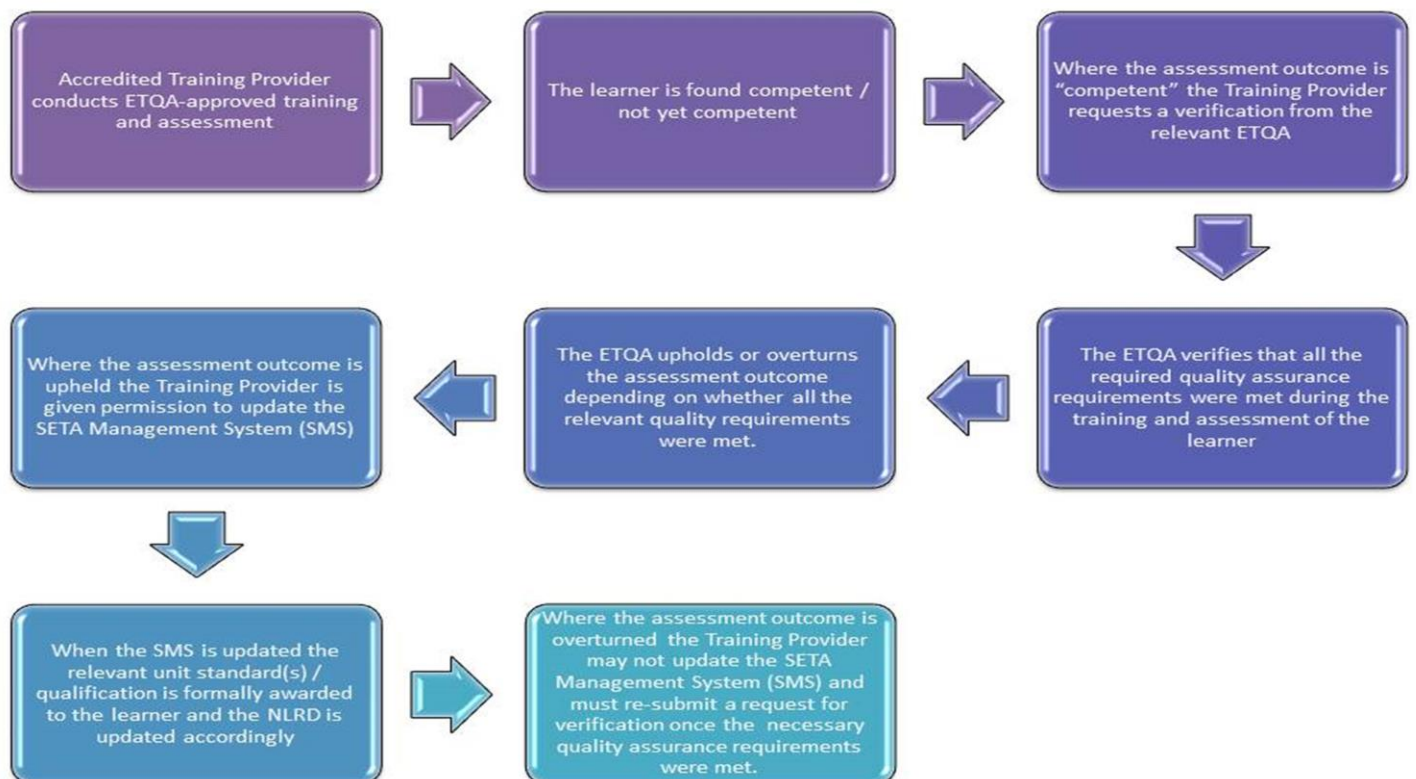 Accredited Training Provider
conducts ETQA-approved training
and assessment
The learner is found competent /
not yet competent
Where the assessment outcome is
“competent” the Training Provider
requests a verification from the
relevant ETQA
The ETQA verifies that all the
required quality assurance
requirements were met during the
training and assessment of the
learner
The ETQA upholds or overturns
the assessment outcome
depending on whether all the
relevant quality requirements
were met.
Where the assessment outcome is
upheld the Training Provider is
given permission to update the
SETA Management System (SMS)
When the SMS is updated the
relevant unit standard(s) /
qualification is formally awarded
to the learner and the NLRD is
updated accordingly
Where the assessment outcome is
overturned the Training Provider
may not update the SETA
Management System (SMS) and
must re-submit a request for
verification once the necessary
quality assurance requirements
were met.